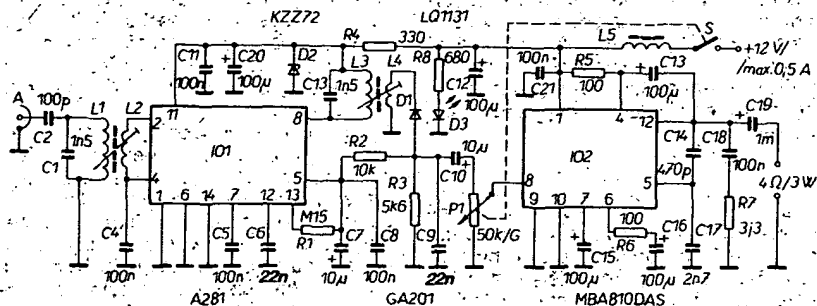 KZZ72 LQ1131
R4 330 L5 S
C11 100n C20 + 100μ D2 L3 L4 R8 680 C12 + 100μ 100n C21 R5 100 + C13 100μ +12 V/
/max. 0,5 A
A 100p C2 L1 L2 C13 1n5 D1 D3
1n5 C1
11 8 1 4 12 C14 C18 + C19 1m
2 IO1 R2 10k 10μ + C10 IO2 470p 100n
4 5 R3 5k6 P1 8 5 4Ω/3W
1 6 14 7 12 13 50k/G 9 10 7 6 100 R7 3j3
C4 100n C5 100n C6 22n M15 R1 C7 + 10μ C8 100n C9 22n + C15 100μ R6 + C16 100μ C17 2n7
A281 GA201 MBA810DAS